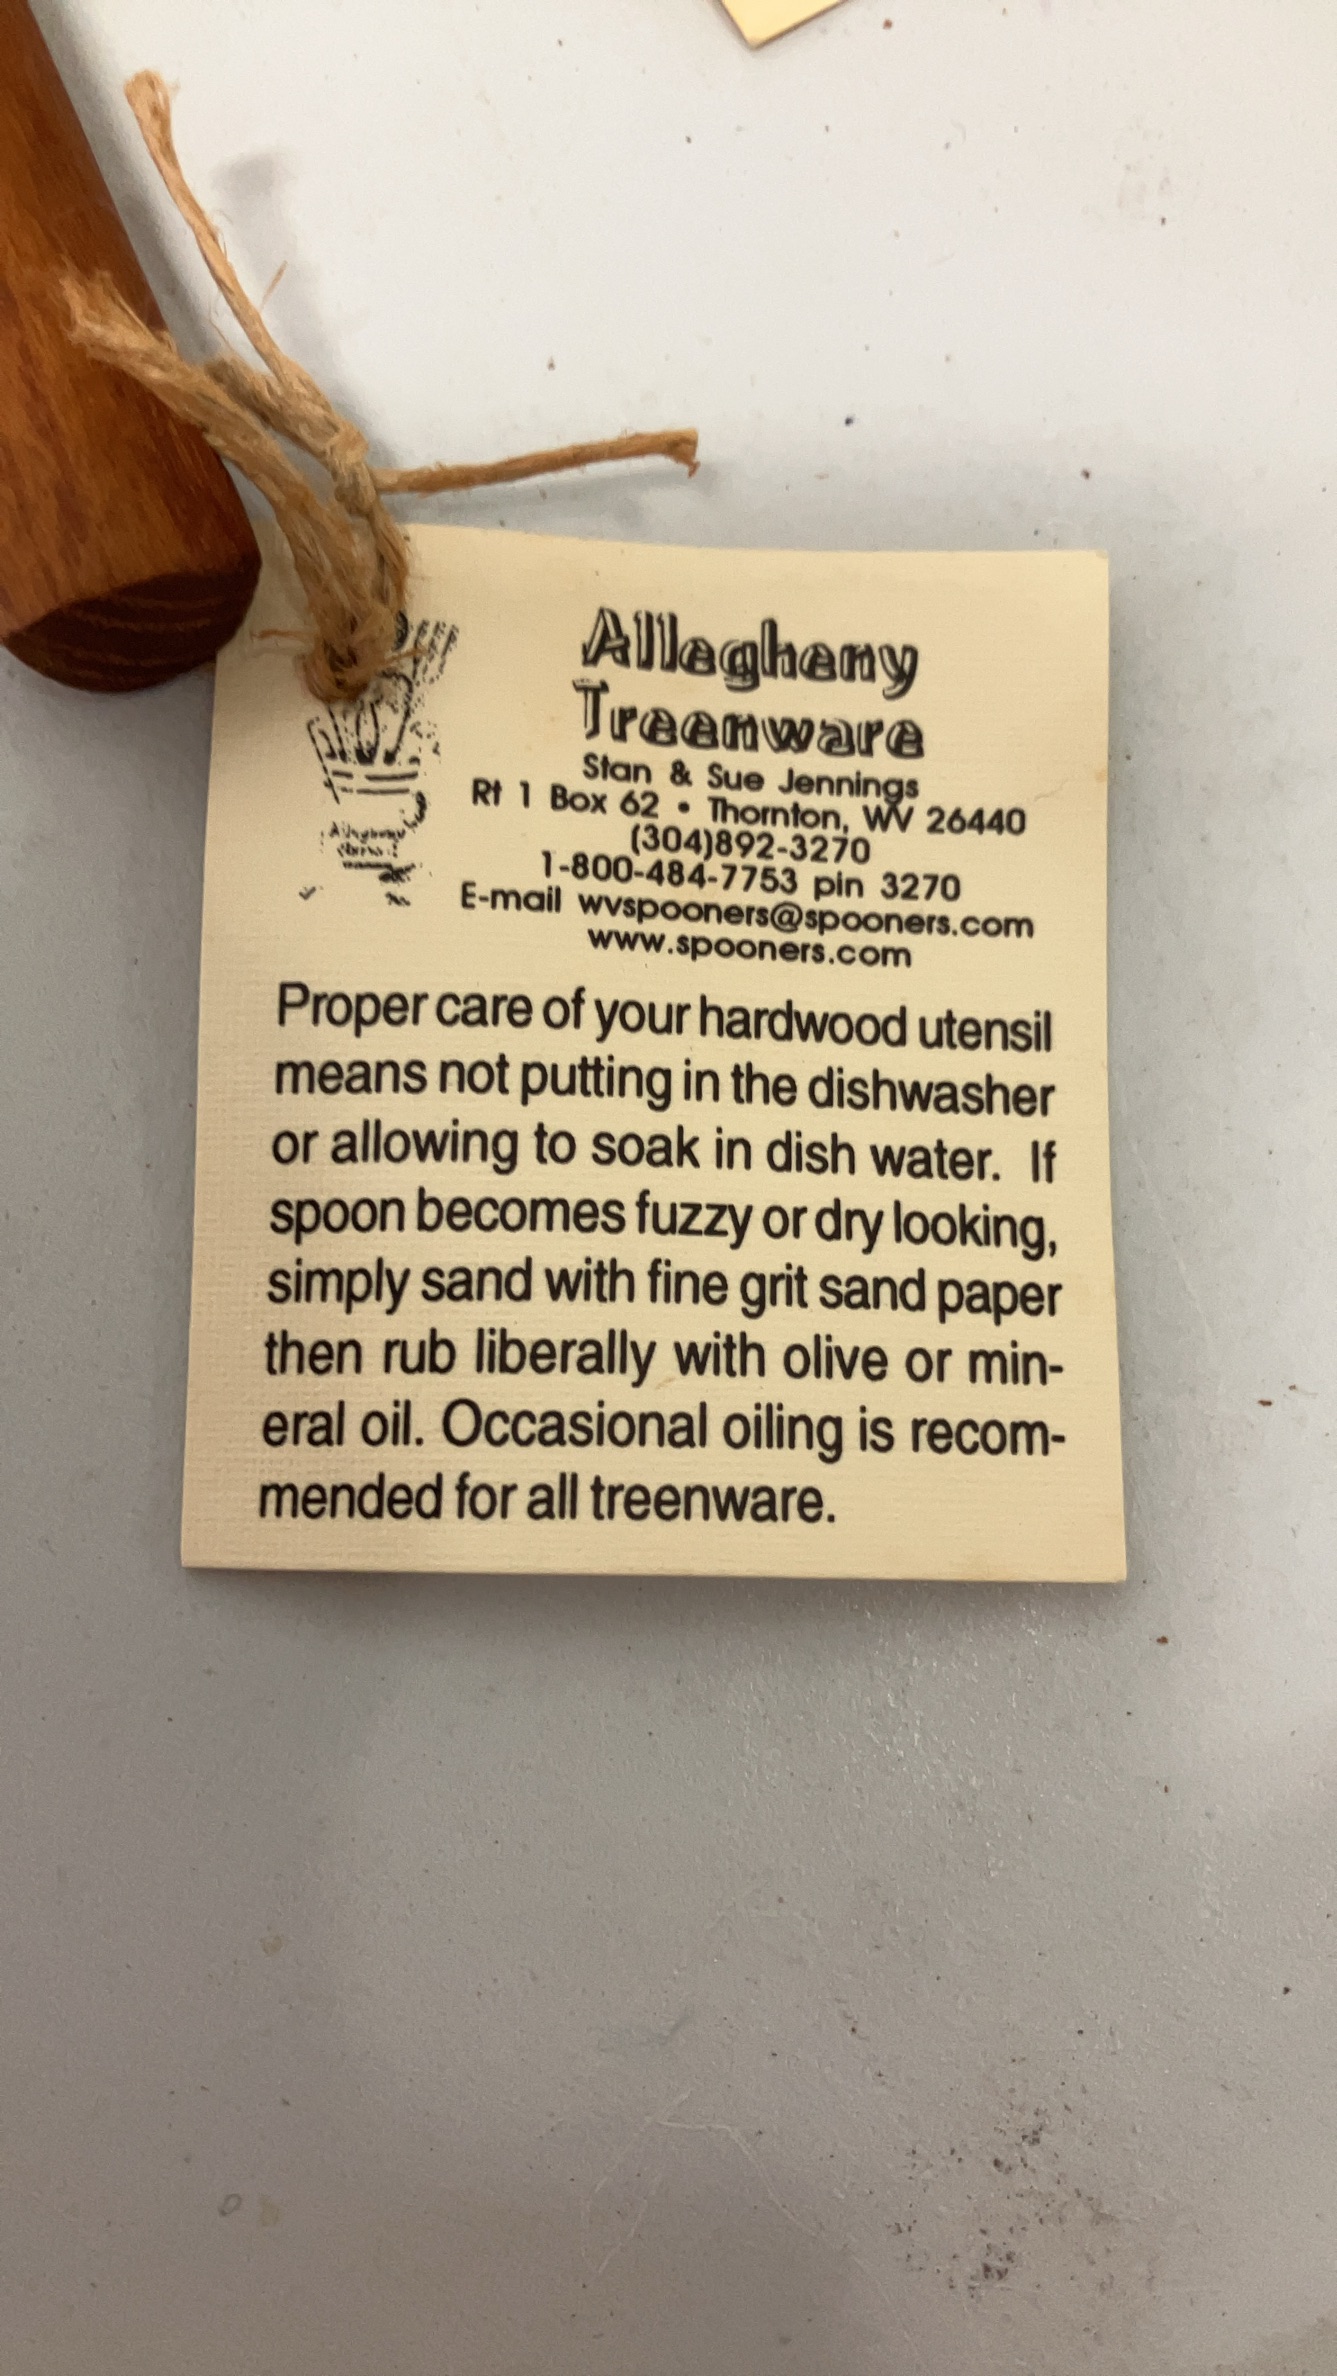 Allegheny
Treenware
Stan & Sue Jennings
Rt 1 Box 62 • Thornton, WV 26440
(304)892-3270
1-800-484-7753 pin 3270
E-mail wvspooners@spooners.com
www.spooners.com
Proper care of your hardwood utensil
means not putting in the dishwasher
or allowing to soak in dish water. If
spoon becomes fuzzy or dry looking,
simply sand with fine grit sand paper
then rub liberally with olive or min-
eral oil. Occasional oiling is recom-
mended for all treenware.